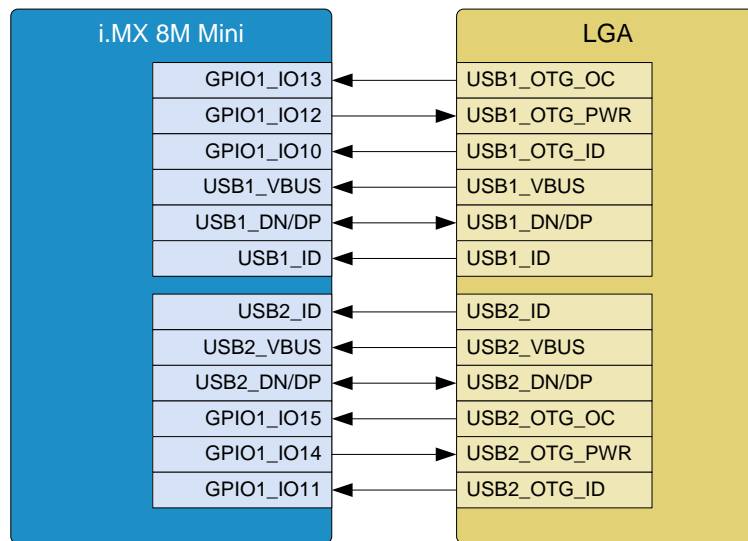 i.MX 8M Mini LGA
GPIO1_IO13 USB1_OTG_OC
GPIO1_IO12 USB1_OTG_PWR
GPIO1_IO10 USB1_OTG_ID
USB1_VBUS USB1_VBUS
USB1_DN/DP USB1_DN/DP
USB1_ID USB1_ID
USB2_ID USB2_ID
USB2_VBUS USB2_VBUS
USB2_DN/DP USB2_DN/DP
GPIO1_IO15 USB2_OTG_OC
GPIO1_IO14 USB2_OTG_PWR
GPIO1_IO11 USB2_OTG_ID